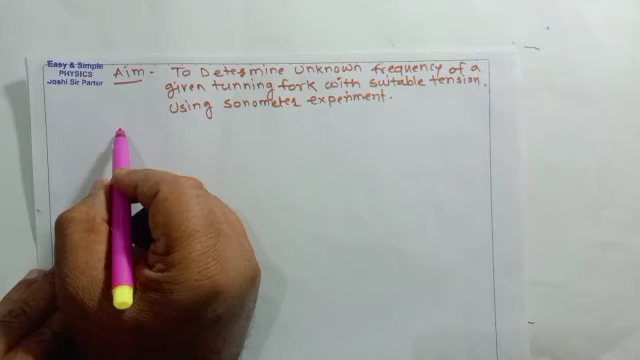 Easy & Simple
PHYSICS
Joshi Sir Partur
Aim - To Determine Unknown frequency of a
given tunning fork with suitable tension.
Using sonometer experiment.